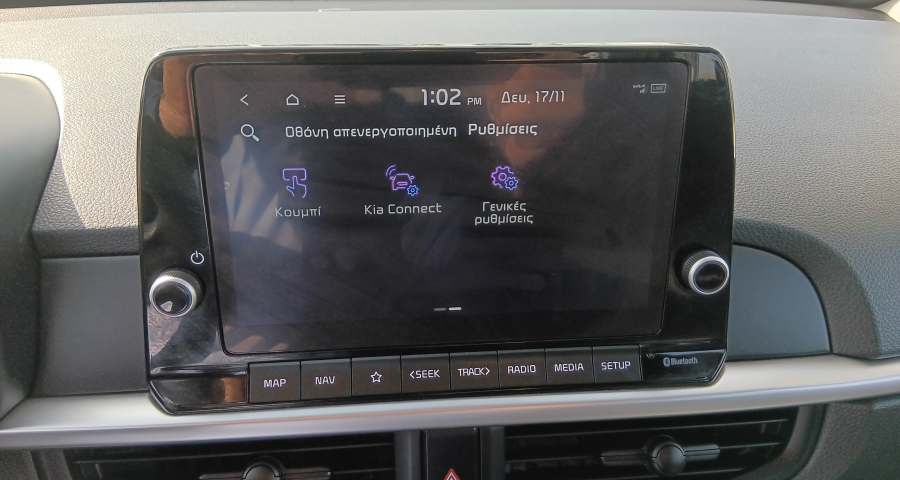 1:02 PM Δευ, 17/11
Οθόνη απενεργοποιημένη Ρυθμίσεις
Κουμπί Kia Connect Γενικές
ρυθμίσεις
MAP NAV <SEEK TRACK> RADIO MEDIA SETUP
Bluetooth